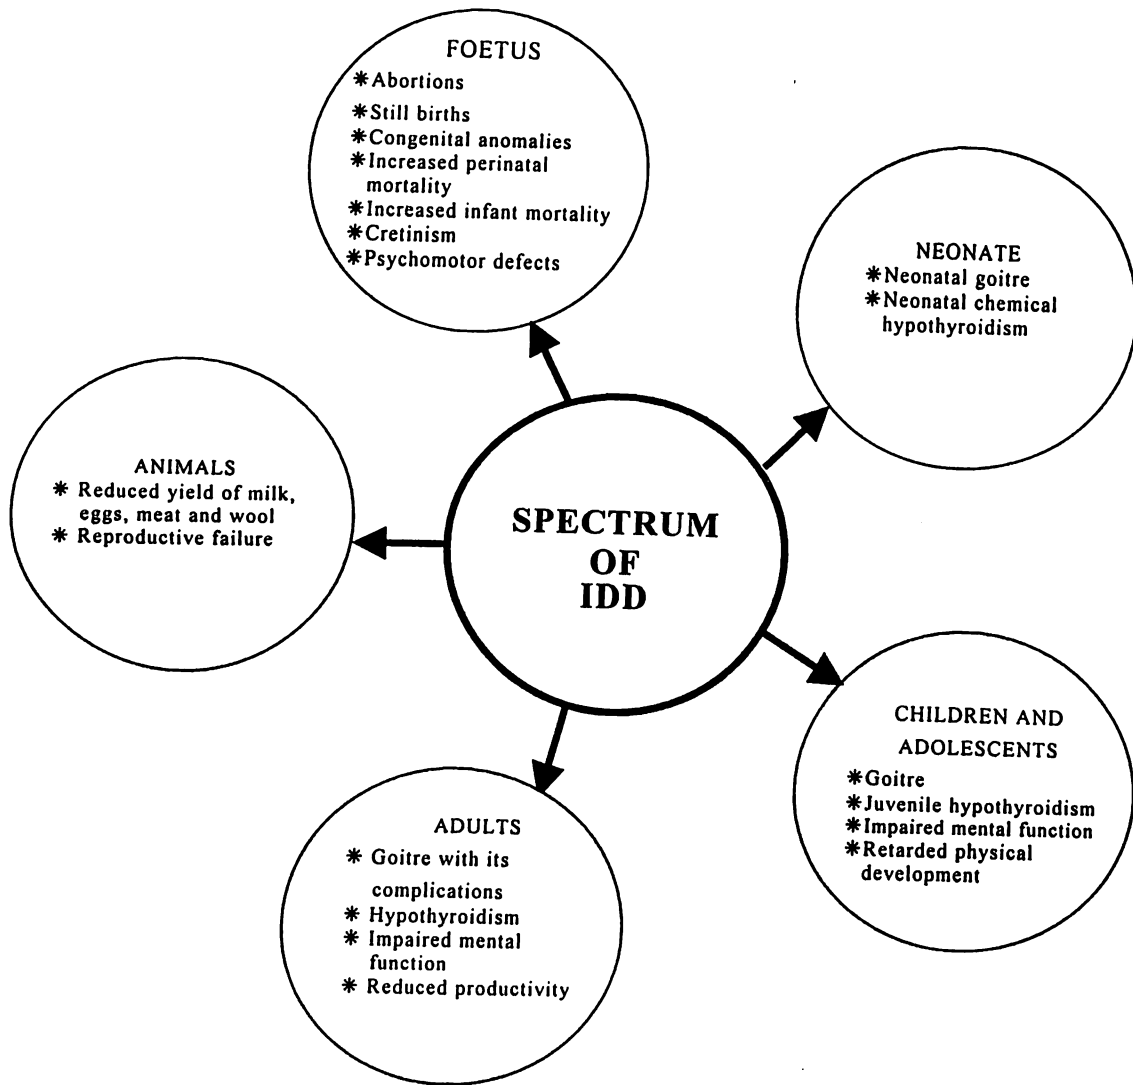 FOETUS
*Abortions
*Still births
*Congenital anomalies
*Increased perinatal
mortality
*Increased infant mortality
*Cretinism
*Psychomotor defects
NEONATE
*Neonatal goitre
*Neonatal chemical
hypothyroidism
ANIMALS
* Reduced yield of milk,
eggs, meat and wool
* Reproductive failure
SPECTRUM
OF
IDD
CHILDREN AND
ADOLESCENTS
*Goitre
*Juvenile hypothyroidism
*Impaired mental function
*Retarded physical
development
ADULTS
* Goitre with its
complications
* Hypothyroidism
* Impaired mental
function
* Reduced productivity